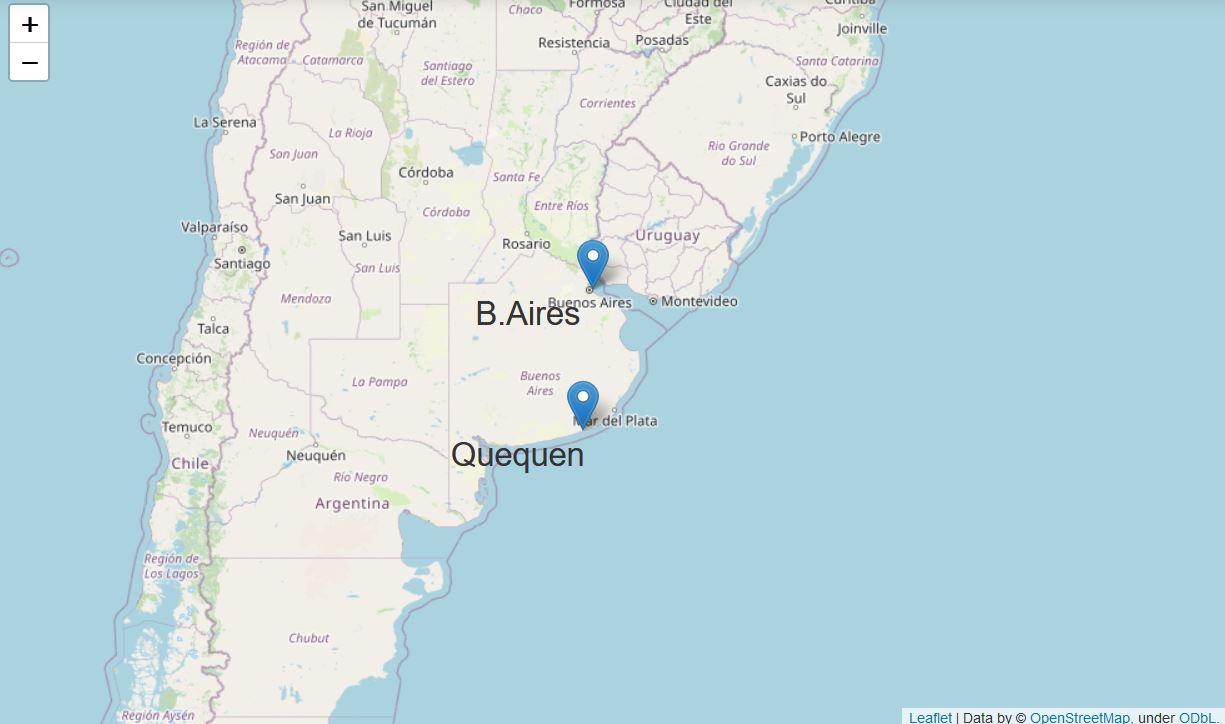 +
−
San Miguel
de Tucumán
Chaco
Formosa
Ciudad del
Este
Curitiba
Joinville
Región de
Atacama
Catamarca
Santiago
del Estero
Resistencia
Posadas
Santa Catarina
Caxias do
Sul
Corrientes
La Serena
La Rioja
San Juan
Córdoba
Santa Fe
Porto Alegre
Rio Grande
do Sul
San Juan
Córdoba
Entre Ríos
Valparaíso
San Luis
Rosario
Uruguay
Santiago
San Luis
Mendoza
Buenos Aires
Montevideo
B.Aires
Talca
Concepción
La Pampa
Buenos
Aires
Temuco
Mar del Plata
Neuquén
Neuquén
Quequen
Chile
Río Negro
Argentina
Región de
Los Lagos
Chubut
Región Aysén
Leaflet | Data by © OpenStreetMap, under ODbL.